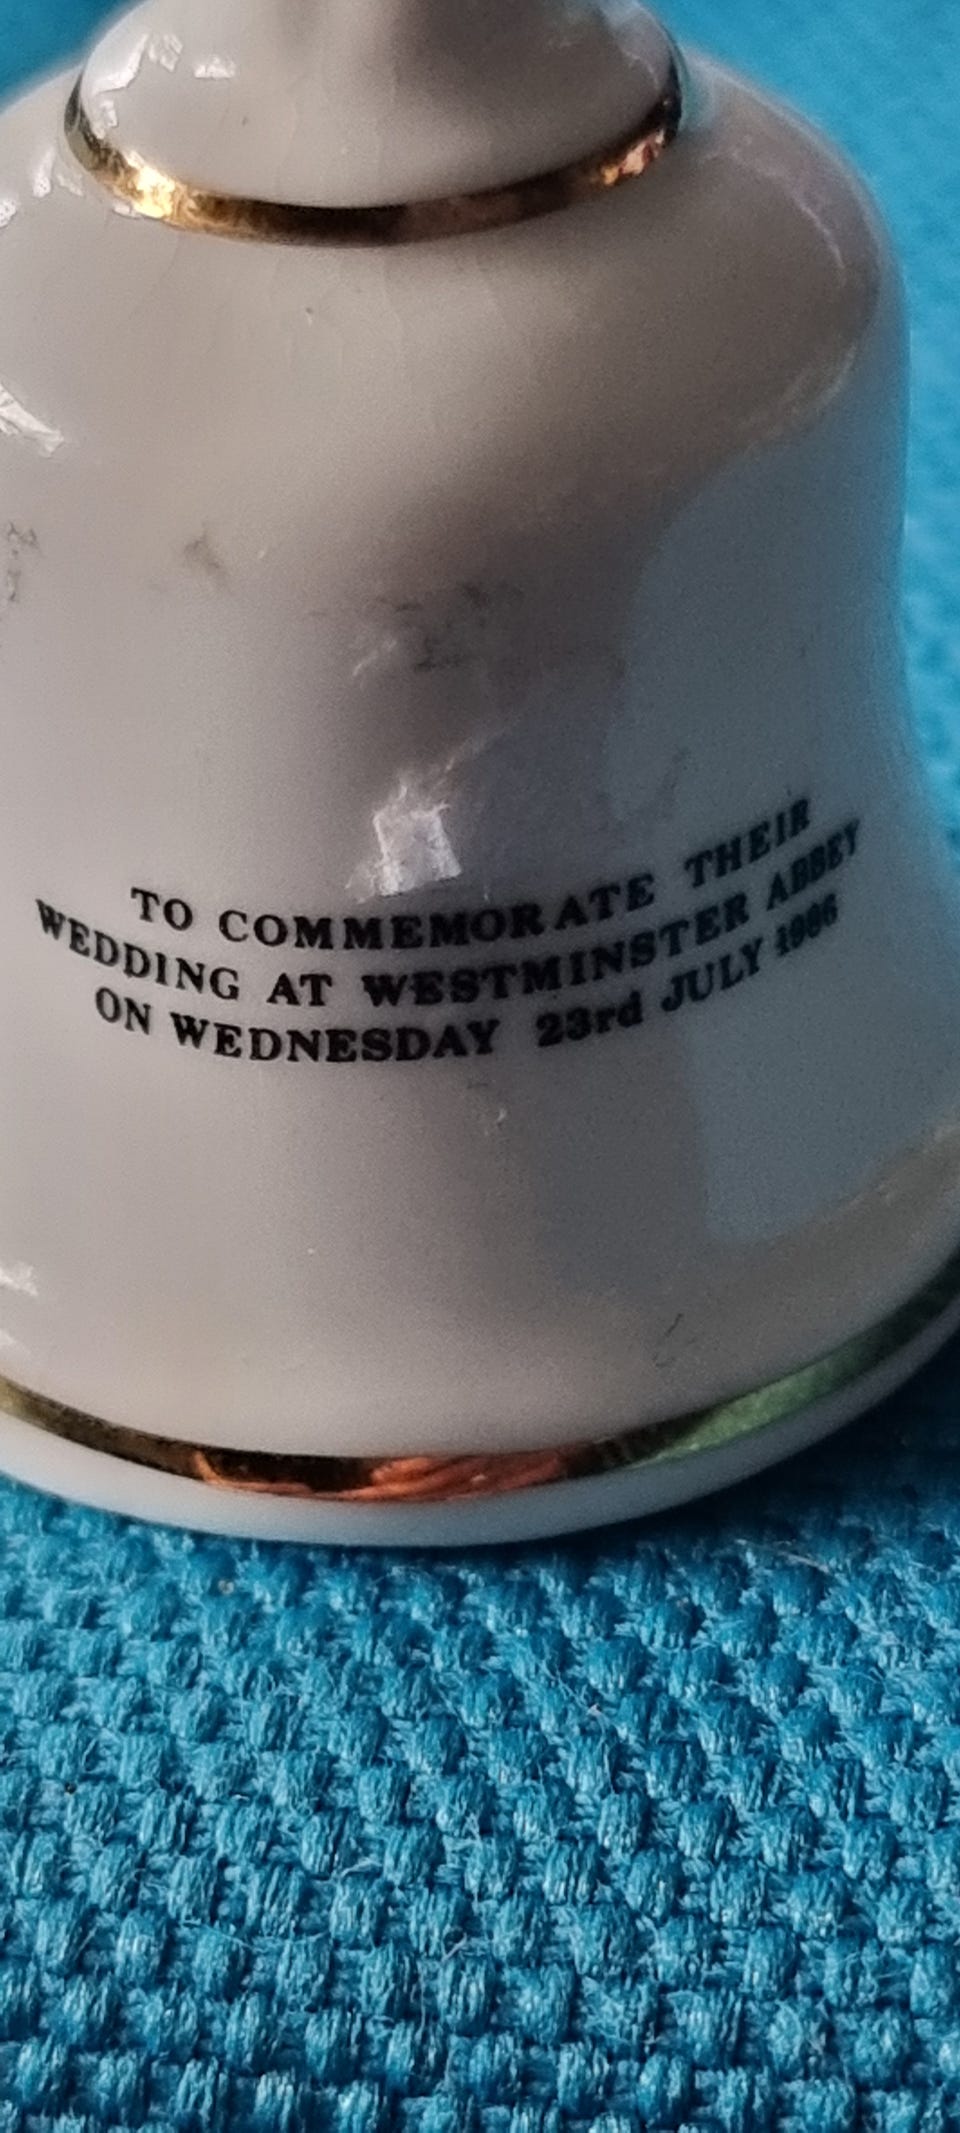 TO COMMEMORATE THEIR
WEDDING AT WESTMINSTER ABBEY
ON WEDNESDAY 23rd JULY 1986